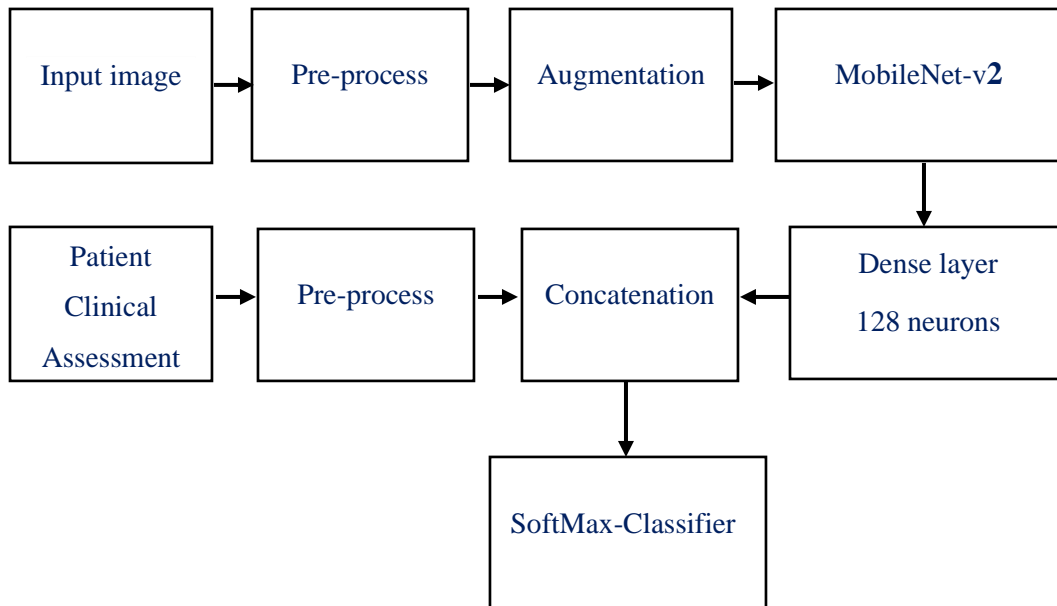 Input image
Pre-process
Augmentation
MobileNet-v2
Patient
Clinical
Assessment
Pre-process
Concatenation
Dense layer
128 neurons
SoftMax-Classifier